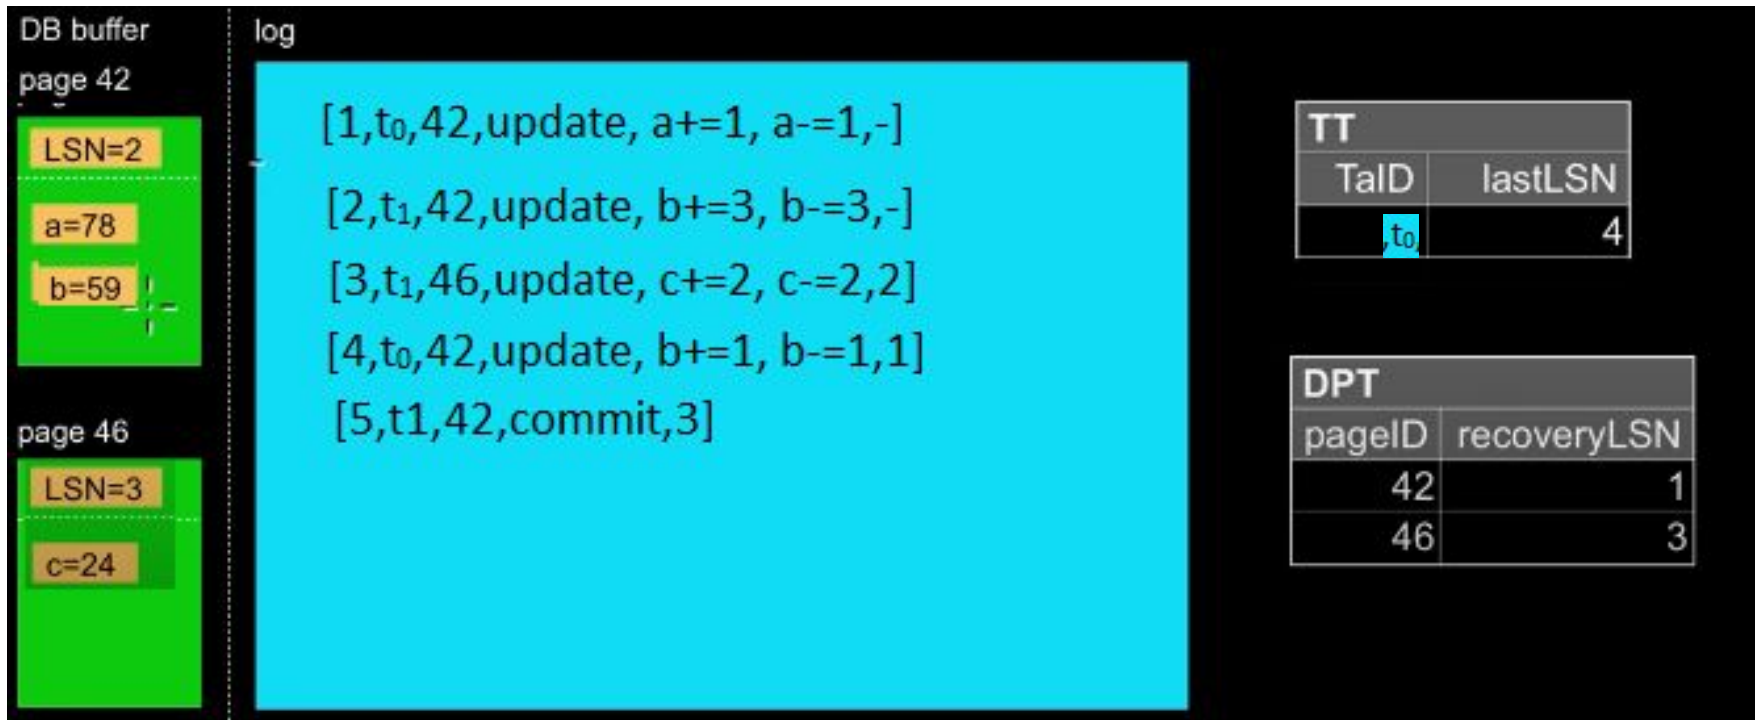 DB buffer
page 42
LSN=2
a=78
b=59
page 46
LSN=3
c=24
log
[1,t₀,42,update, a+=1, a-=1,-]
[2,t₁,42,update, b+=3, b-=3,-]
[3,t₁,46,update, c+=2, c-=2,2]
[4,t₀,42,update, b+=1, b-=1,1]
[5,t1,42,commit,3]
TT
TaID lastLSN
,t₀, 4
DPT
pageID recoveryLSN
42 1
46 3